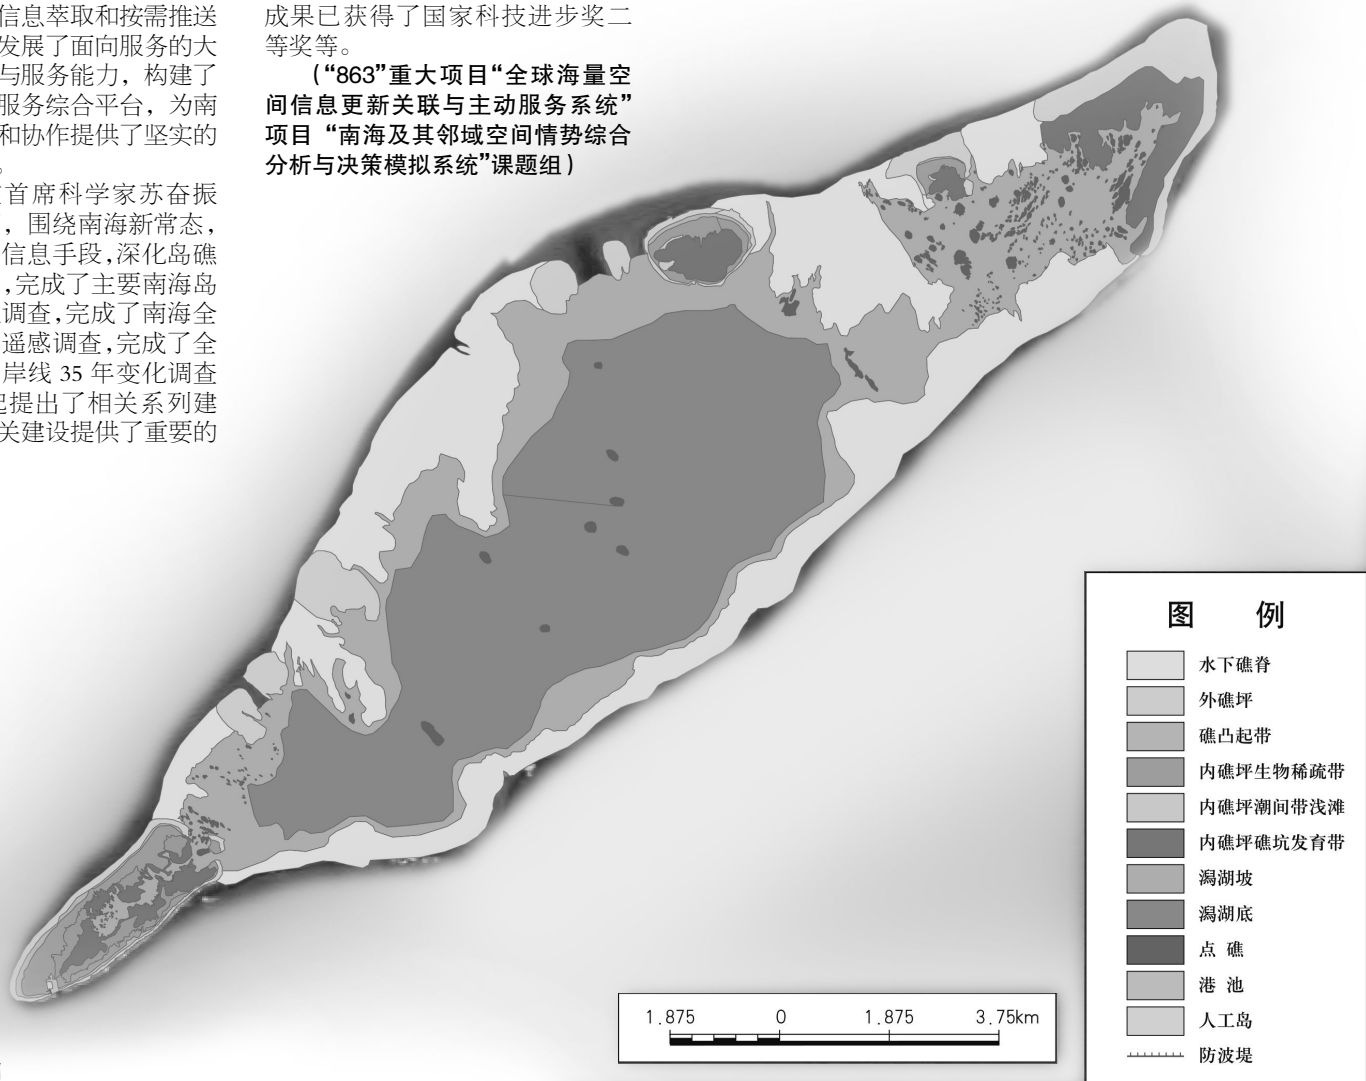 信息萃取和按需推送
发展了面向服务的大
与服务能力，构建了
服务综合平台，为南
和协作提供了坚实的
。
首席科学家苏奋振
，围绕南海新常态，
信息手段，深化岛礁
，完成了主要南海岛
调查，完成了南海全
遥感调查，完成了全
岸线 35 年变化调查
提出了相关系列建
关建设提供了重要的
成果已获得了国家科技进步奖二
等奖等。
（“863”重大项目“全球海量空
间信息更新关联与主动服务系统”
项目 “南海及其邻域空间情势综合
分析与决策模拟系统”课题组）
图 例
水下礁脊
外礁坪
礁凸起带
内礁坪生物稀疏带
内礁坪潮间带浅滩
内礁坪礁坑发育带
潟湖坡
潟湖底
点 礁
港 池
人工岛
防波堤
1.875 0 1.875 3.75km